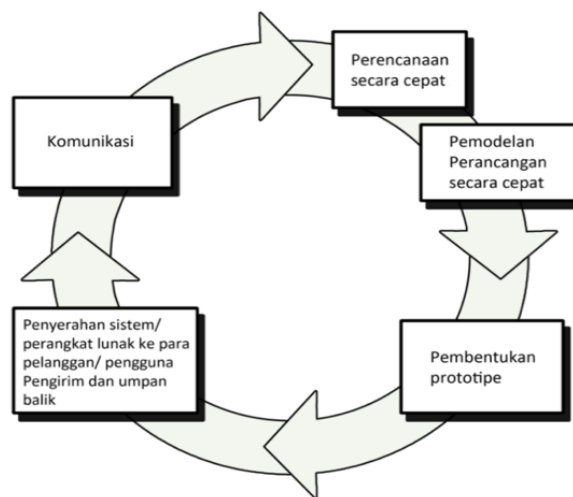 Perencanaan
secara cepat
Komunikasi
Pemodelan
Perancangan
secara cepat
Penyerahan sistem/
perangkat lunak ke para
pelanggan/ pengguna
Pengirim dan umpan
balik
Pembentukan
prototipe